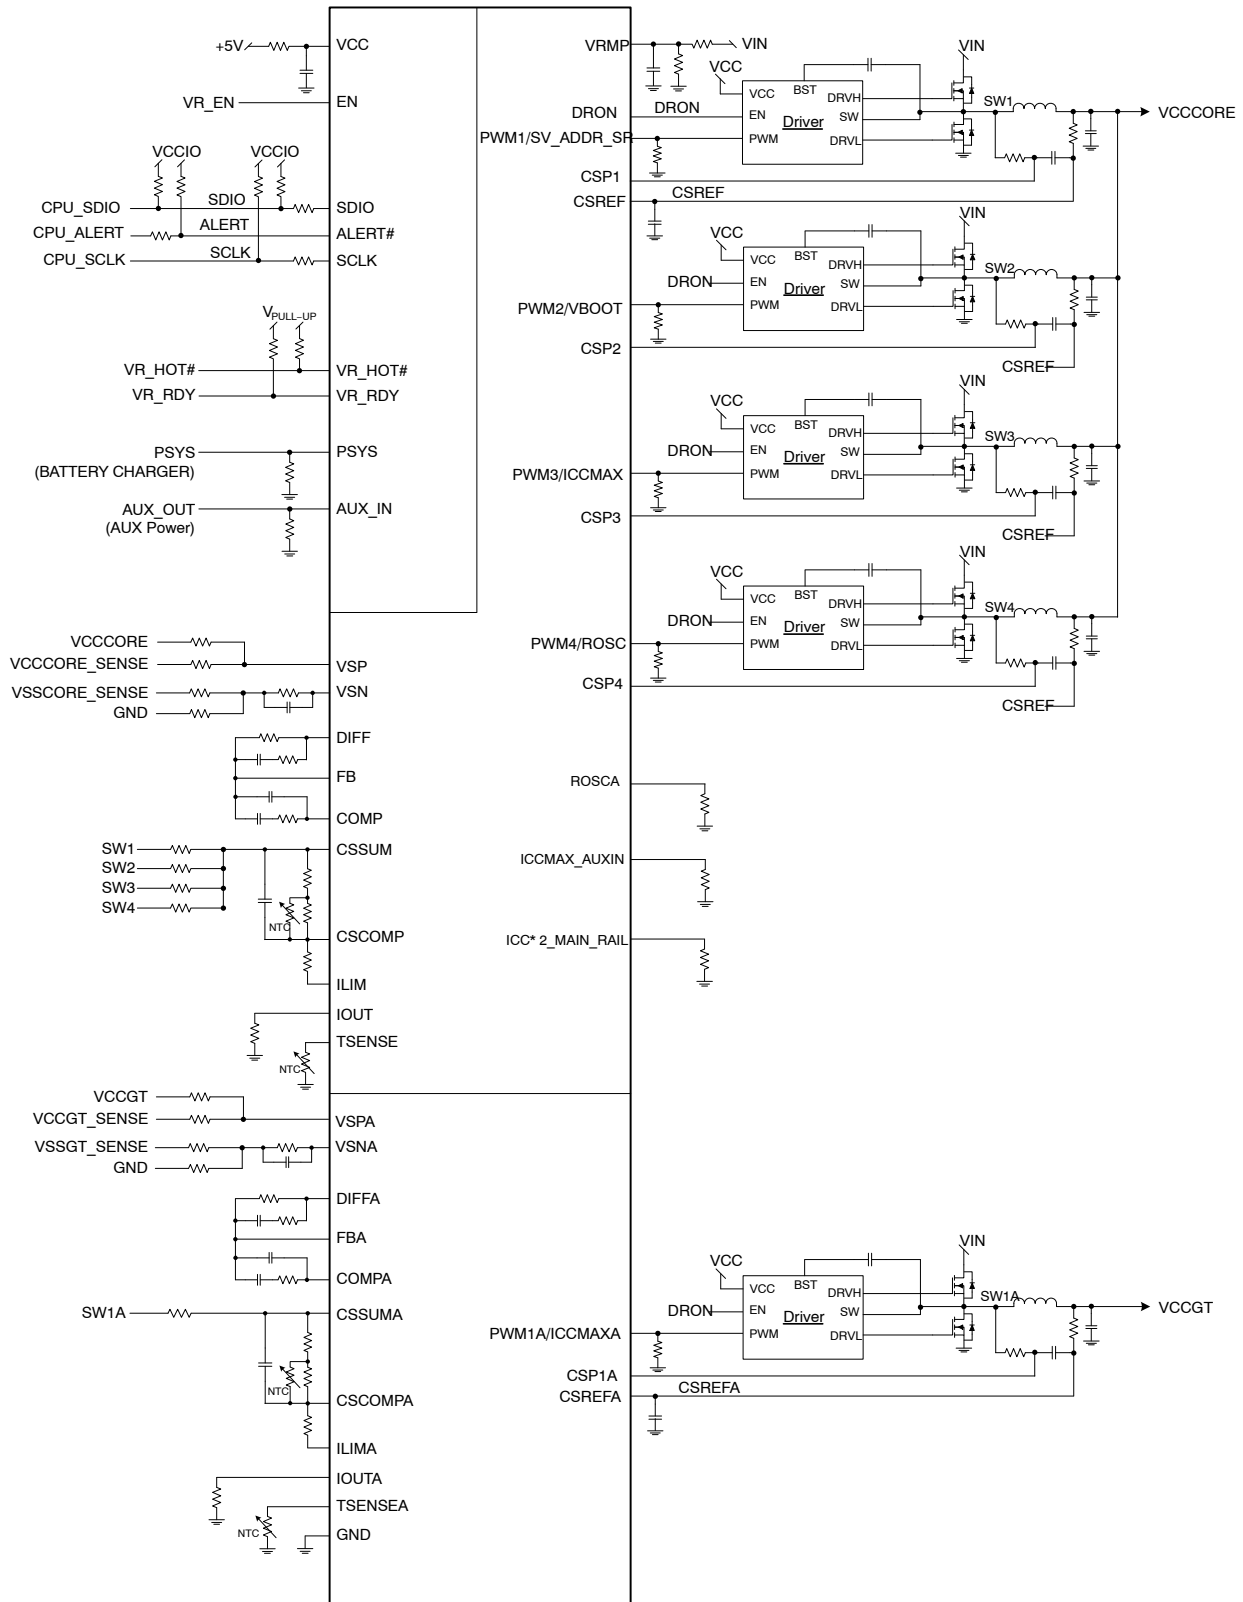 +5V
VCC
VR_EN
EN
VCCIO
VCCIO
CPU_SDIO
SDIO
SDIO
CPU_ALERT
ALERT
ALERT#
CPU_SCLK
SCLK
SCLK
VPULL-UP
VR_HOT#
VR_HOT#
VR_RDY
VR_RDY
PSYS
(BATTERY CHARGER)
PSYS
AUX_OUT
(AUX Power)
AUX_IN
VCCCORE
VCCCORE_SENSE
VSP
VSSCORE_SENSE
VSN
GND
DIFF
FB
COMP
SW1
CSSUM
SW2
SW3
SW4
NTC
CSCOMP
ILIM
IOUT
TSENSE
NTC
VCCGT
VCCGT_SENSE
VSPA
VSSGT_SENSE
VSNA
GND
DIFFA
FBA
COMPA
SW1A
CSSUMA
NTC
CSCOMPA
ILIMA
IOUTA
TSENSEA
NTC
GND
VRMP
VIN
DRON
DRON
PWM1/SV_ADDR_SR
CSP1
CSREF
CSREF
VCC
VCC
BST
DRVH
EN
Driver
SW
PWM
DRVL
VIN
SW1
VCCCORE
PWM2/VBOOT
CSP2
VCC
DRON
VCC
BST
DRVH
EN
Driver
SW
PWM
DRVL
VIN
SW2
CSREF
PWM3/ICCMAX
CSP3
VCC
DRON
VCC
BST
DRVH
EN
Driver
SW
PWM
DRVL
VIN
SW3
CSREF
PWM4/ROSC
CSP4
VCC
DRON
VCC
BST
DRVH
EN
Driver
SW
PWM
DRVL
VIN
SW4
CSREF
ROSCA
ICCMAX_AUXIN
ICC* 2_MAIN_RAIL
PWM1A/ICCMAXA
CSP1A
CSREFA
CSREFA
VCC
DRON
VCC
BST
DRVH
EN
Driver
SW
PWM
DRVL
VIN
SW1A
VCCGT